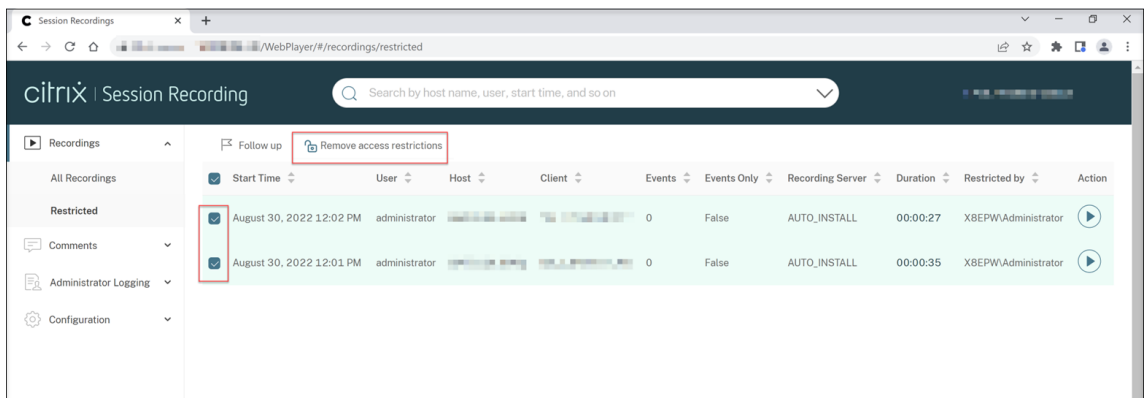 Session Recordings
/WebPlayer/#/recordings/restricted
citrix | Session Recording
Search by host name, user, start time, and so on
Recordings
All Recordings
Restricted
Comments
Administrator Logging
Configuration
Follow up Remove access restrictions
Start Time User Host Client Events Events Only Recording Server Duration Restricted by Action
August 30, 2022 12:02 PM administrator 0 False AUTO_INSTALL 00:00:27 X8EPW\Administrator
August 30, 2022 12:01 PM administrator 0 False AUTO_INSTALL 00:00:35 X8EPW\Administrator